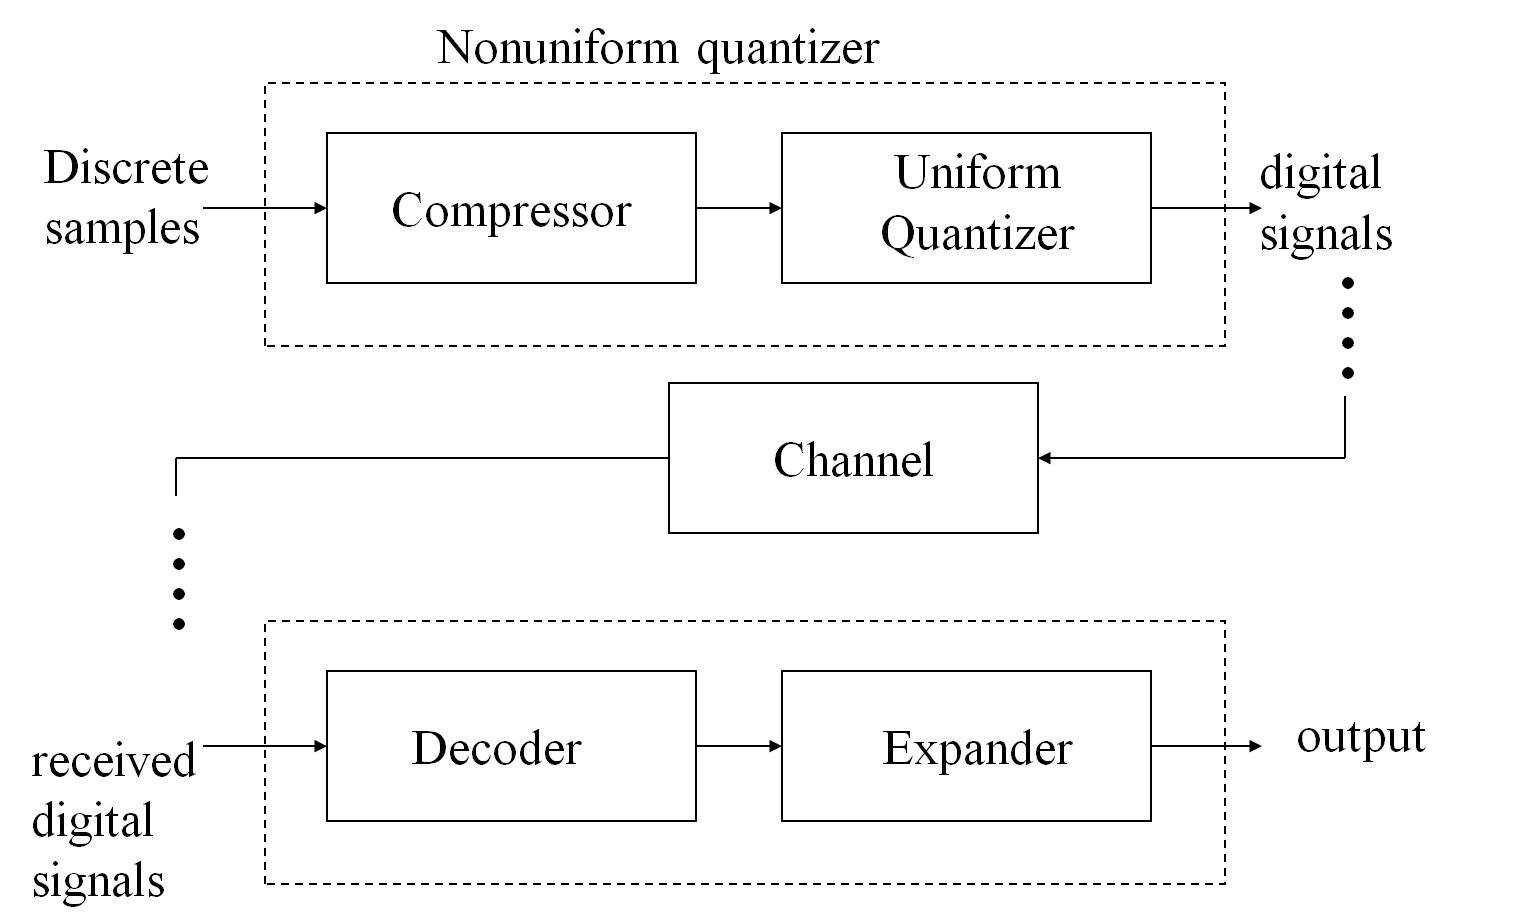 Nonuniform quantizer
Discrete
samples
Compressor
Uniform
Quantizer
digital
signals
Channel
received
digital
signals
Decoder
Expander
output